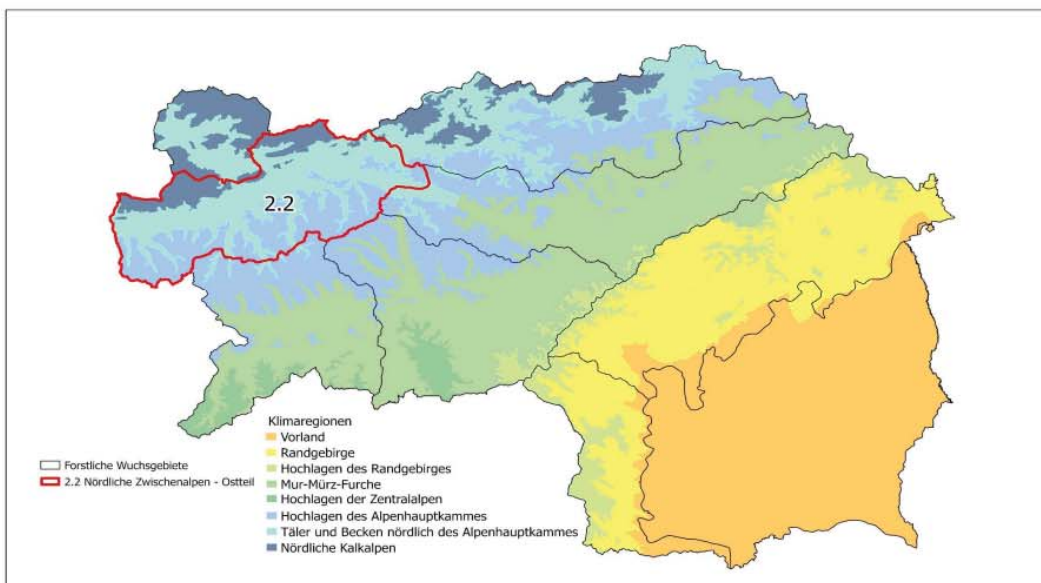 2.2
Klimaregionen
Vorland
Randgebirge
Hochlagen des Randgebirges
Mur-Mürz-Furche
Hochlagen der Zentralalpen
Hochlagen des Alpenhauptkammes
Täler und Becken nördlich des Alpenhauptkammes
Nördliche Kalkalpen
Forstliche Wuchsgebiete
2.2 Nördliche Zwischenalpen - Ostteil